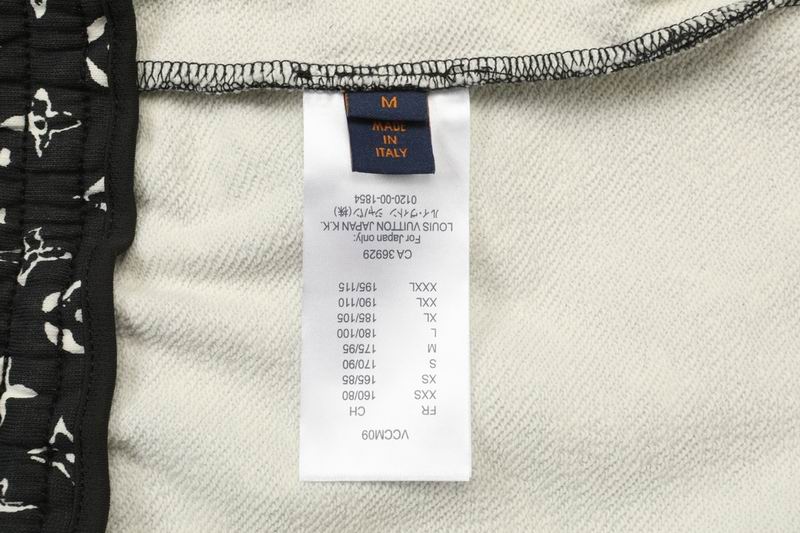 M
MADE
IN
ITALY
VCCM09
FR CH
XXS 160/80
XS 165/85
S 170/90
M 175/95
L 180/100
XL 185/105
XXL 190/110
XXXL 195/115
CA 36929
For Japan only:
LOUIS VUITTON JAPAN K.K.
ルイ・ヴィトン ジャパン(株)
0120-00-1854